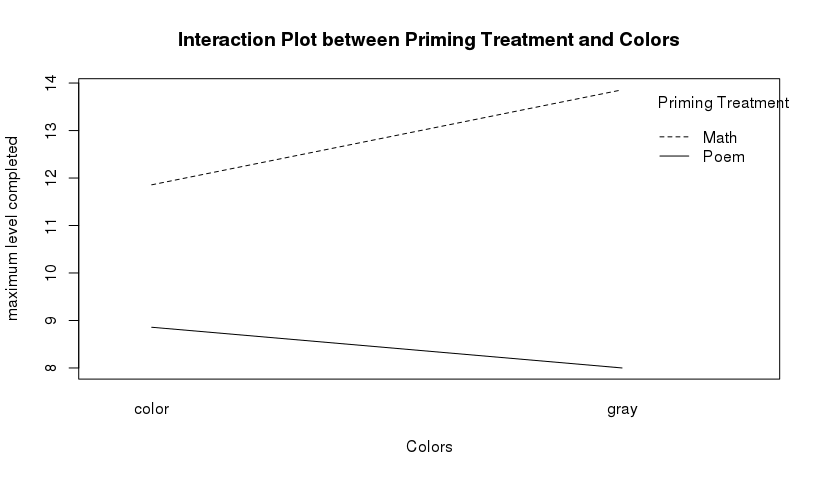 Interaction Plot between Priming Treatment and Colors
maximum level completed
14
13
12
11
10
9
8
Priming Treatment
Math
Poem
color gray
Colors